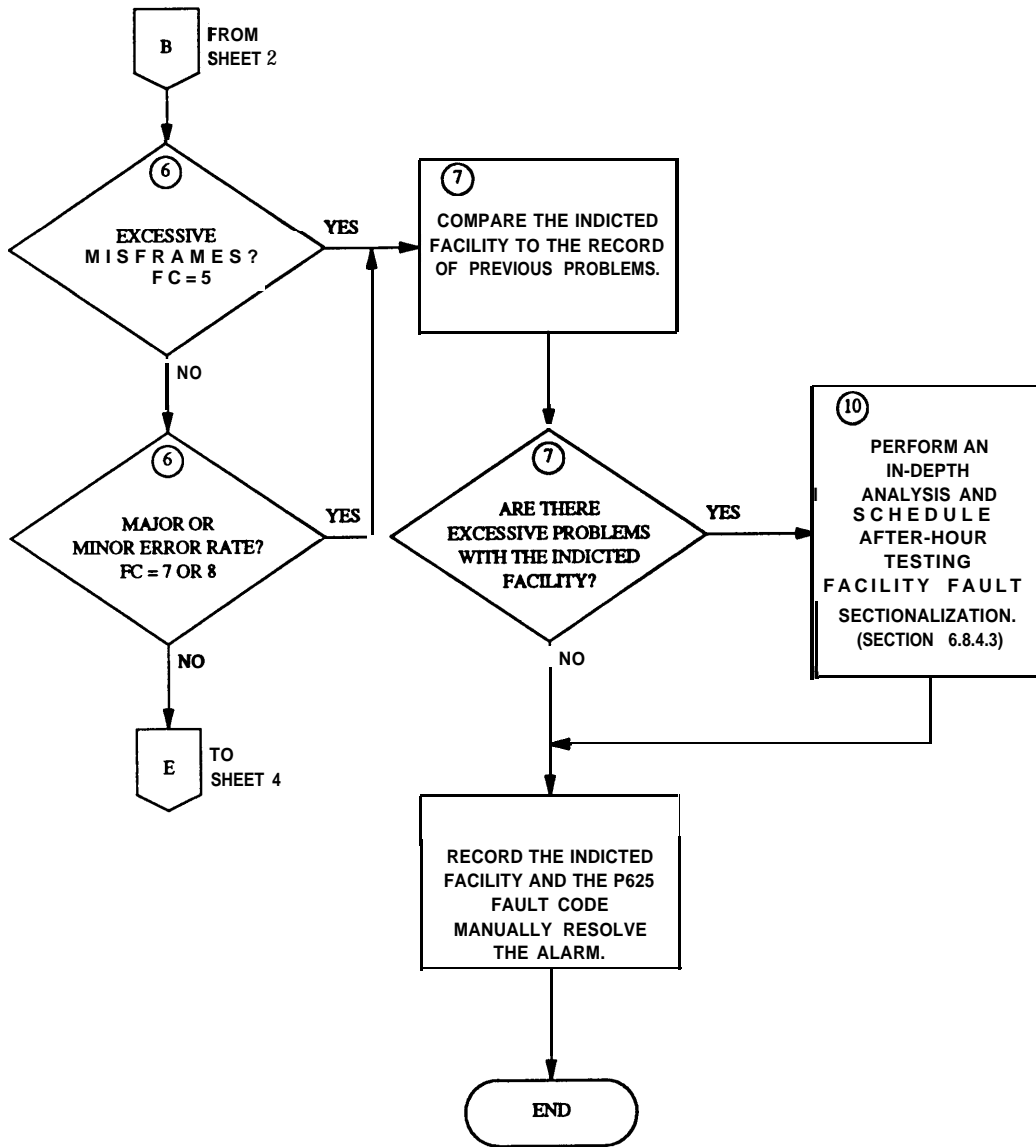 B
FROM
SHEET 2
6
EXCESSIVE
MISFRAMES?
FC = 5
YES
NO
7
COMPARE THE INDICTED
FACILITY TO THE RECORD
OF PREVIOUS PROBLEMS.
6
MAJOR OR
MINOR ERROR RATE?
FC = 7 OR 8
YES
NO
E
TO
SHEET 4
7
ARE THERE
EXCESSIVE PROBLEMS
WITH THE INDICTED
FACILITY?
YES
NO
10
PERFORM AN
IN-DEPTH
ANALYSIS AND
SCHEDULE
AFTER-HOUR
TESTING
FACILITY FAULT
SECTIONALIZATION.
(SECTION 6.8.4.3)
RECORD THE INDICTED
FACILITY AND THE P625
FAULT CODE
MANUALLY RESOLVE
THE ALARM.
END